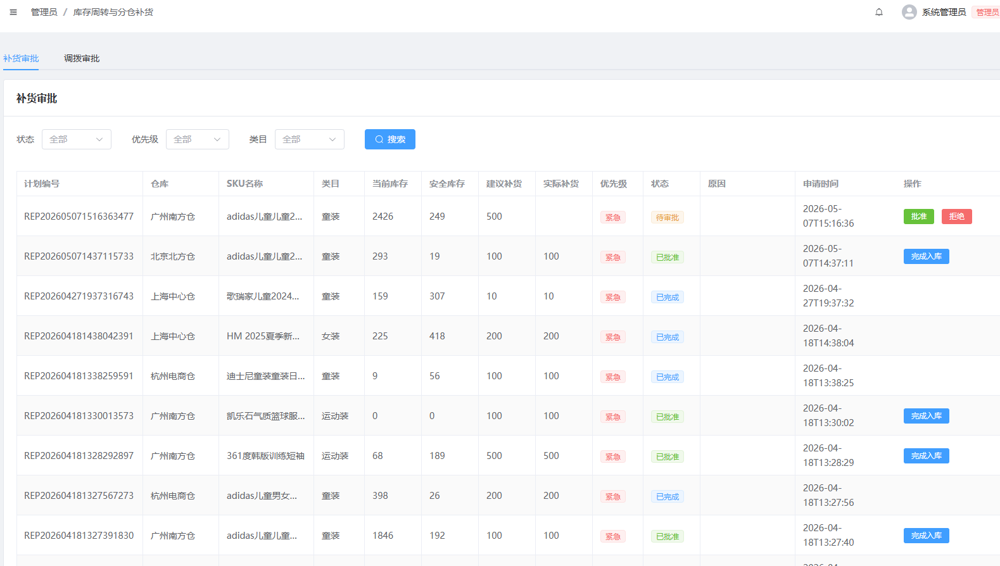 管理员 / 库存周转与分仓补货
系统管理员 管理员
补货审批 调拨审批
补货审批
状态 全部 优先级 全部 类目 全部 搜索
计划编号 仓库 SKU名称 类目 当前库存 安全库存 建议补货 实际补货 优先级 状态 原因 申请时间 操作
REP202605071516363477 广州南方仓 adidas儿童儿童2... 童装 2426 249 500 紧急 待审批 2026-05-
07T15:16:36 批准 拒绝
REP202605071437115733 北京北方仓 adidas儿童儿童2... 童装 293 19 100 100 紧急 已批准 2026-05-
07T14:37:11 完成入库
REP202604271937316743 上海中心仓 歌瑞家儿童2024... 童装 159 307 10 10 紧急 已完成 2026-04-
27T19:37:32
REP202604181438042391 上海中心仓 HM 2025夏季新... 女装 225 418 200 200 紧急 已完成 2026-04-
18T14:38:04
REP202604181338259591 杭州电商仓 迪士尼童装童装日... 童装 9 56 100 100 紧急 已完成 2026-04-
18T13:38:25
REP202604181330013573 广州南方仓 凯乐石气质篮球服... 运动装 0 0 100 100 紧急 已批准 2026-04-
18T13:30:02 完成入库
REP202604181328292897 广州南方仓 361度韩版训练短袖 运动装 68 189 500 500 紧急 已批准 2026-04-
18T13:28:29 完成入库
REP202604181327567273 杭州电商仓 adidas儿童男女... 童装 398 26 200 200 紧急 已完成 2026-04-
18T13:27:56
REP202604181327391830 广州南方仓 adidas儿童儿童... 童装 1846 192 100 100 紧急 已批准 2026-04-
18T13:27:40 完成入库